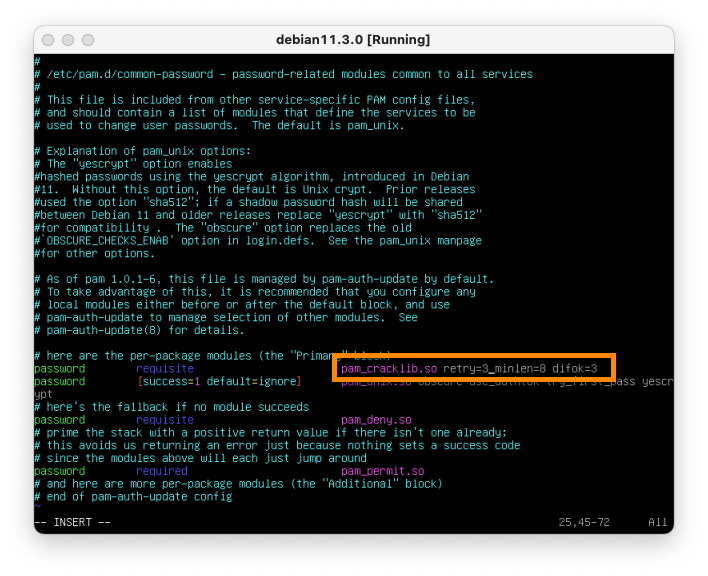 debian11.3.0 [Running]
#
# /etc/pam.d/common-password - password-related modules common to all services
#
# This file is included from other service-specific PAM config files,
# and should contain a list of modules that define the services to be
# used to change user passwords.  The default is pam_unix.
# Explanation of pam_unix options:
# The "yescrypt" option enables
#hashed passwords using the yescrypt algorithm, introduced in Debian
#11.  Without this option, the default is Unix crypt.  Prior releases
#used the option "sha512"; if a shadow password hash will be shared
#between Debian 11 and older releases replace "yescrypt" with "sha512"
#for compatibility .  The "obscure" option replaces the old
#`OBSCURE_CHECKS_ENAB' option in login.defs.  See the pam_unix manpage
#for other options.
# As of pam 1.0.1-6, this file is managed by pam-auth-update by default.
# To take advantage of this, it is recommended that you configure any
# local modules either before or after the default block, and use
# pam-auth-update to manage selection of other modules.  See
# pam-auth-update(8) for details.
# here are the per-package modules (the "Primary" block)
password        requisite                       pam_cracklib.so retry=3_minlen=8 difok=3
password        [success=1 default=ignore]      pam_unix.so obscure use_authtok try_first_pass yescr
ypt
# here's the fallback if no module succeeds
password        requisite                       pam_deny.so
# prime the stack with a positive return value if there isn't one already;
# this avoids us returning an error just because nothing sets a success code
# since the modules above will each just jump around
password        required                        pam_permit.so
# and here are more per-package modules (the "Additional" block)
# end of pam-auth-update config
~
-- INSERT --                                                                25,45-72      All